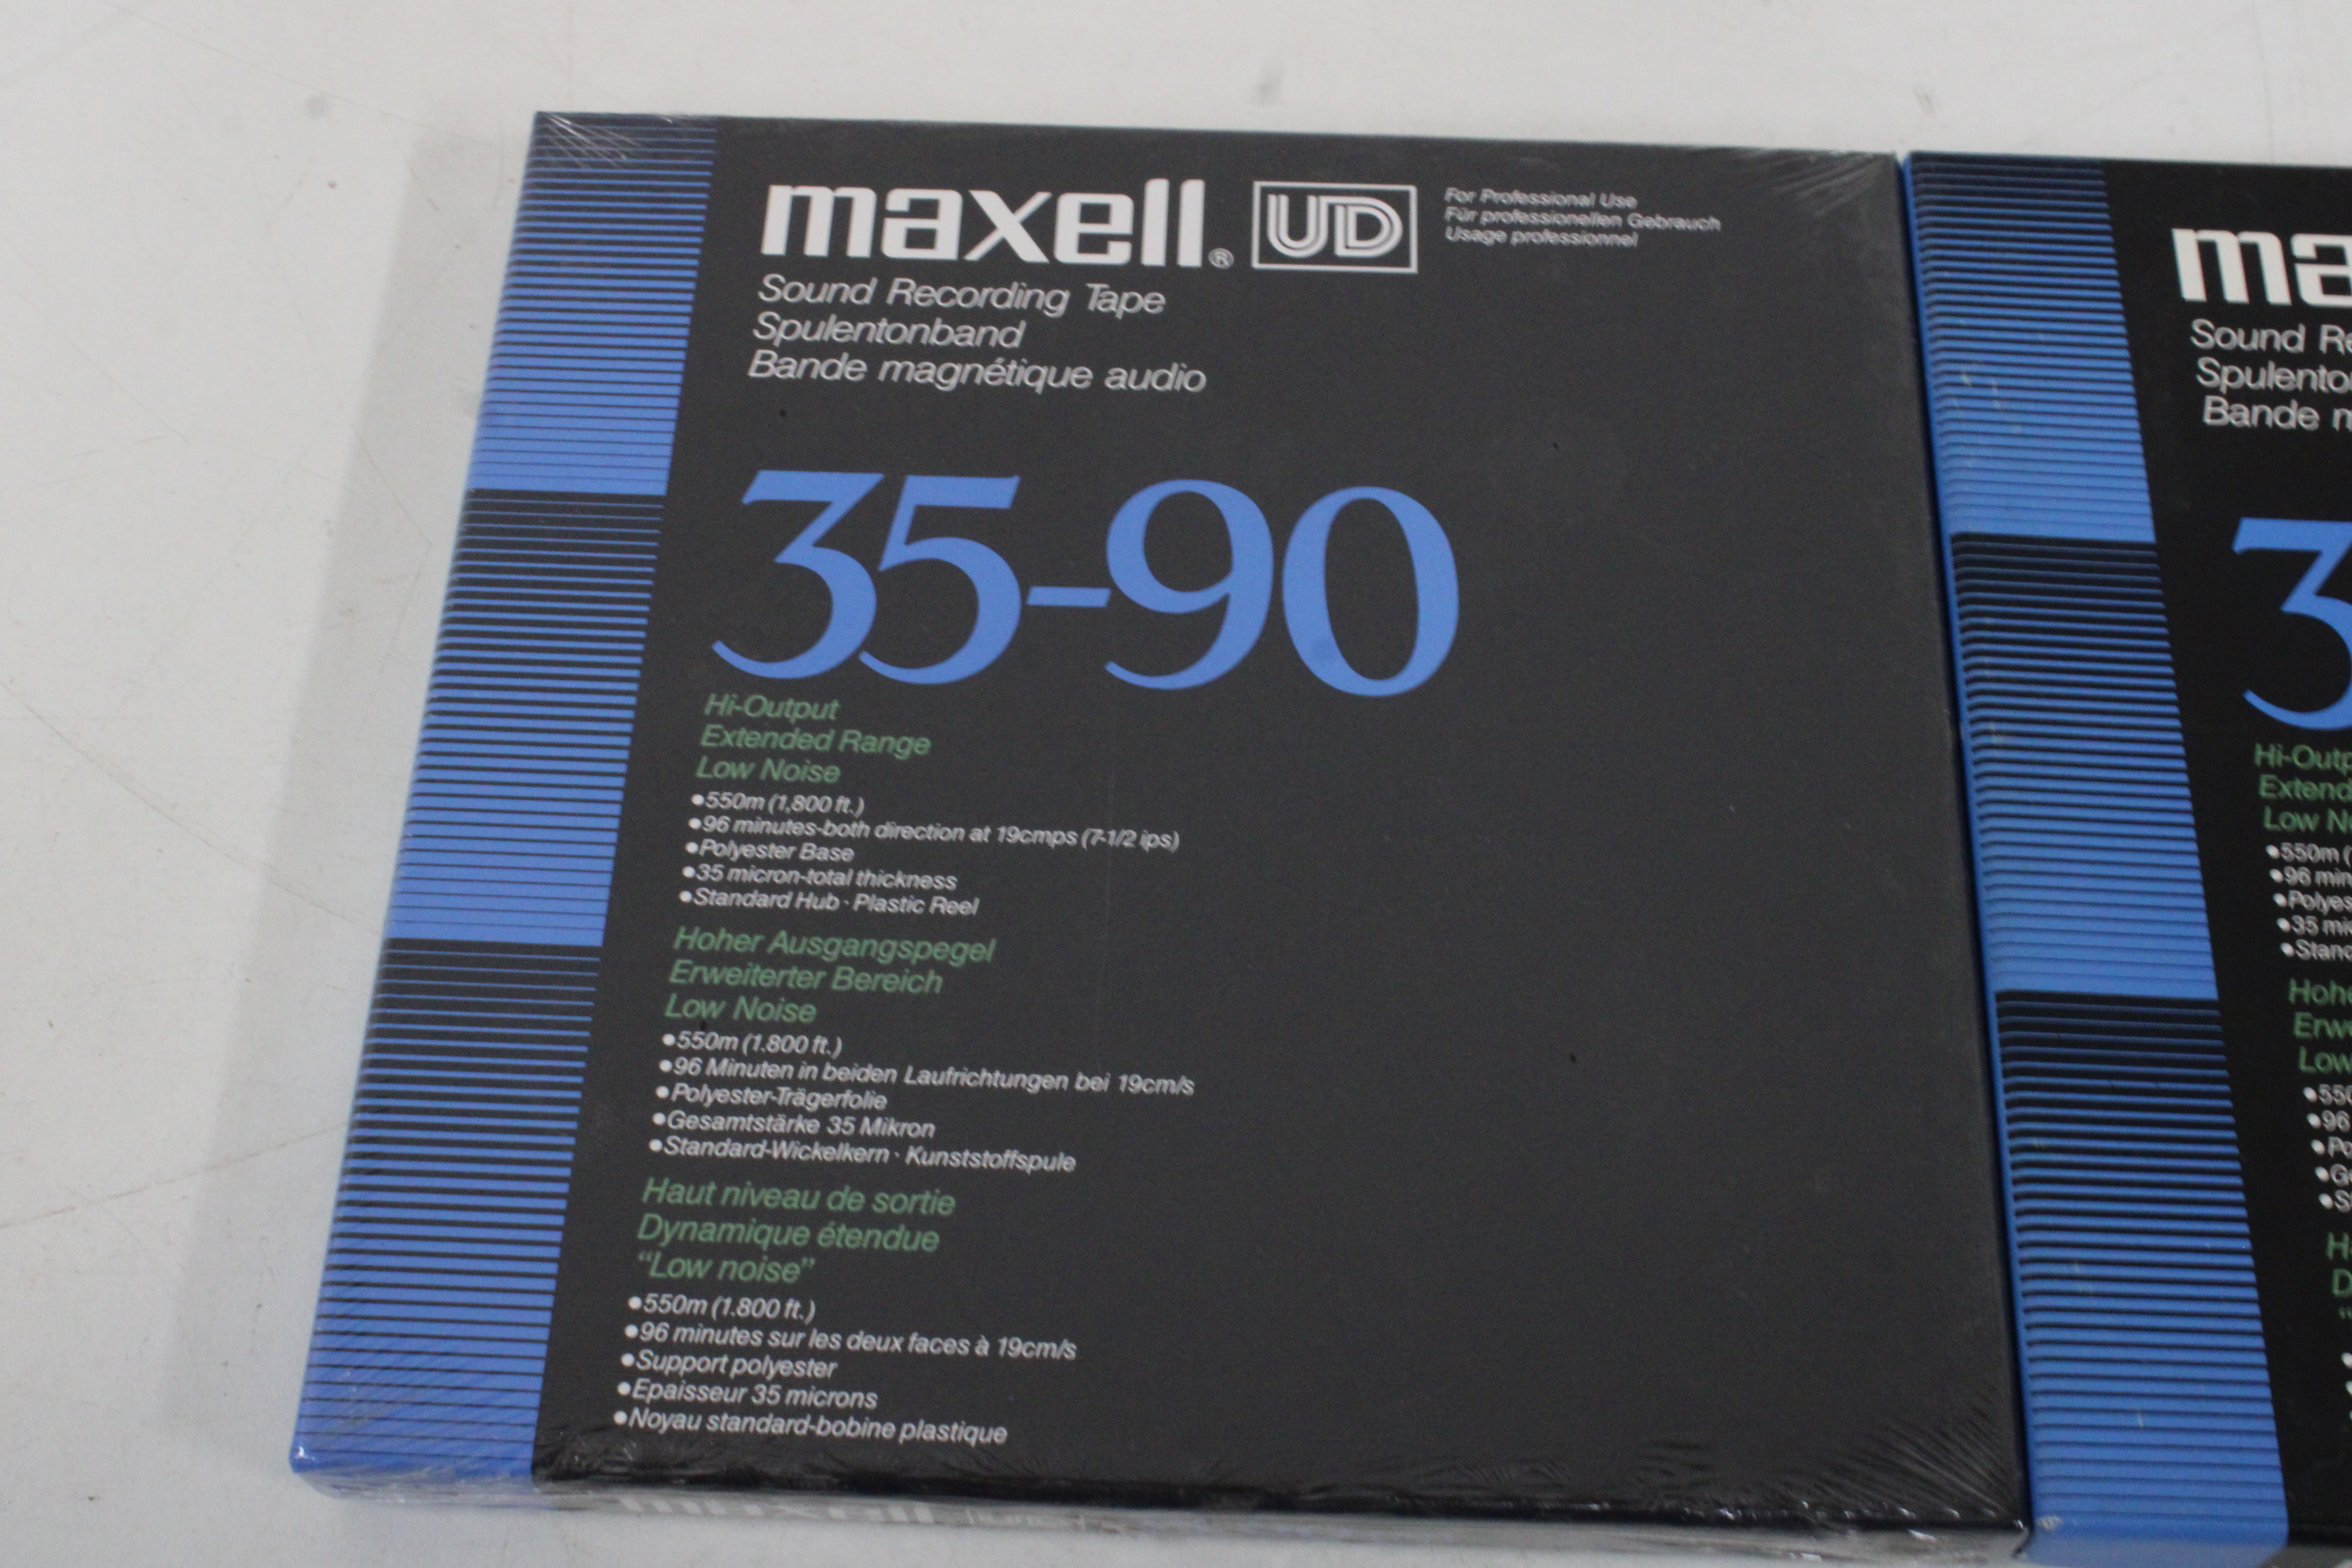 maxell® UD
For Professional Use
Für professionellen Gebrauch
Usage professionnel
Sound Recording Tape
Spulentonband
Bande magnétique audio
35-90
Hi-Output
Extended Range
Low Noise
•550m (1,800 ft.)
•96 minutes-both direction at 19cmps (7-1/2 ips)
•Polyester Base
•35 micron-total thickness
•Standard Hub · Plastic Reel
Hoher Ausgangspegel
Erweiterter Bereich
Low Noise
•550m (1.800 ft.)
•96 Minuten in beiden Laufrichtungen bei 19cm/s
•Polyester-Trägerfolie
•Gesamtstärke 35 Mikron
•Standard-Wickelkern · Kunststoffspule
Haut niveau de sortie
Dynamique étendue
“Low noise”
•550m (1.800 ft.)
•96 minutes sur les deux faces à 19cm/s
•Support polyester
•Epaisseur 35 microns
•Noyau standard-bobine plastique
maxell
Sound
Bande
•550m